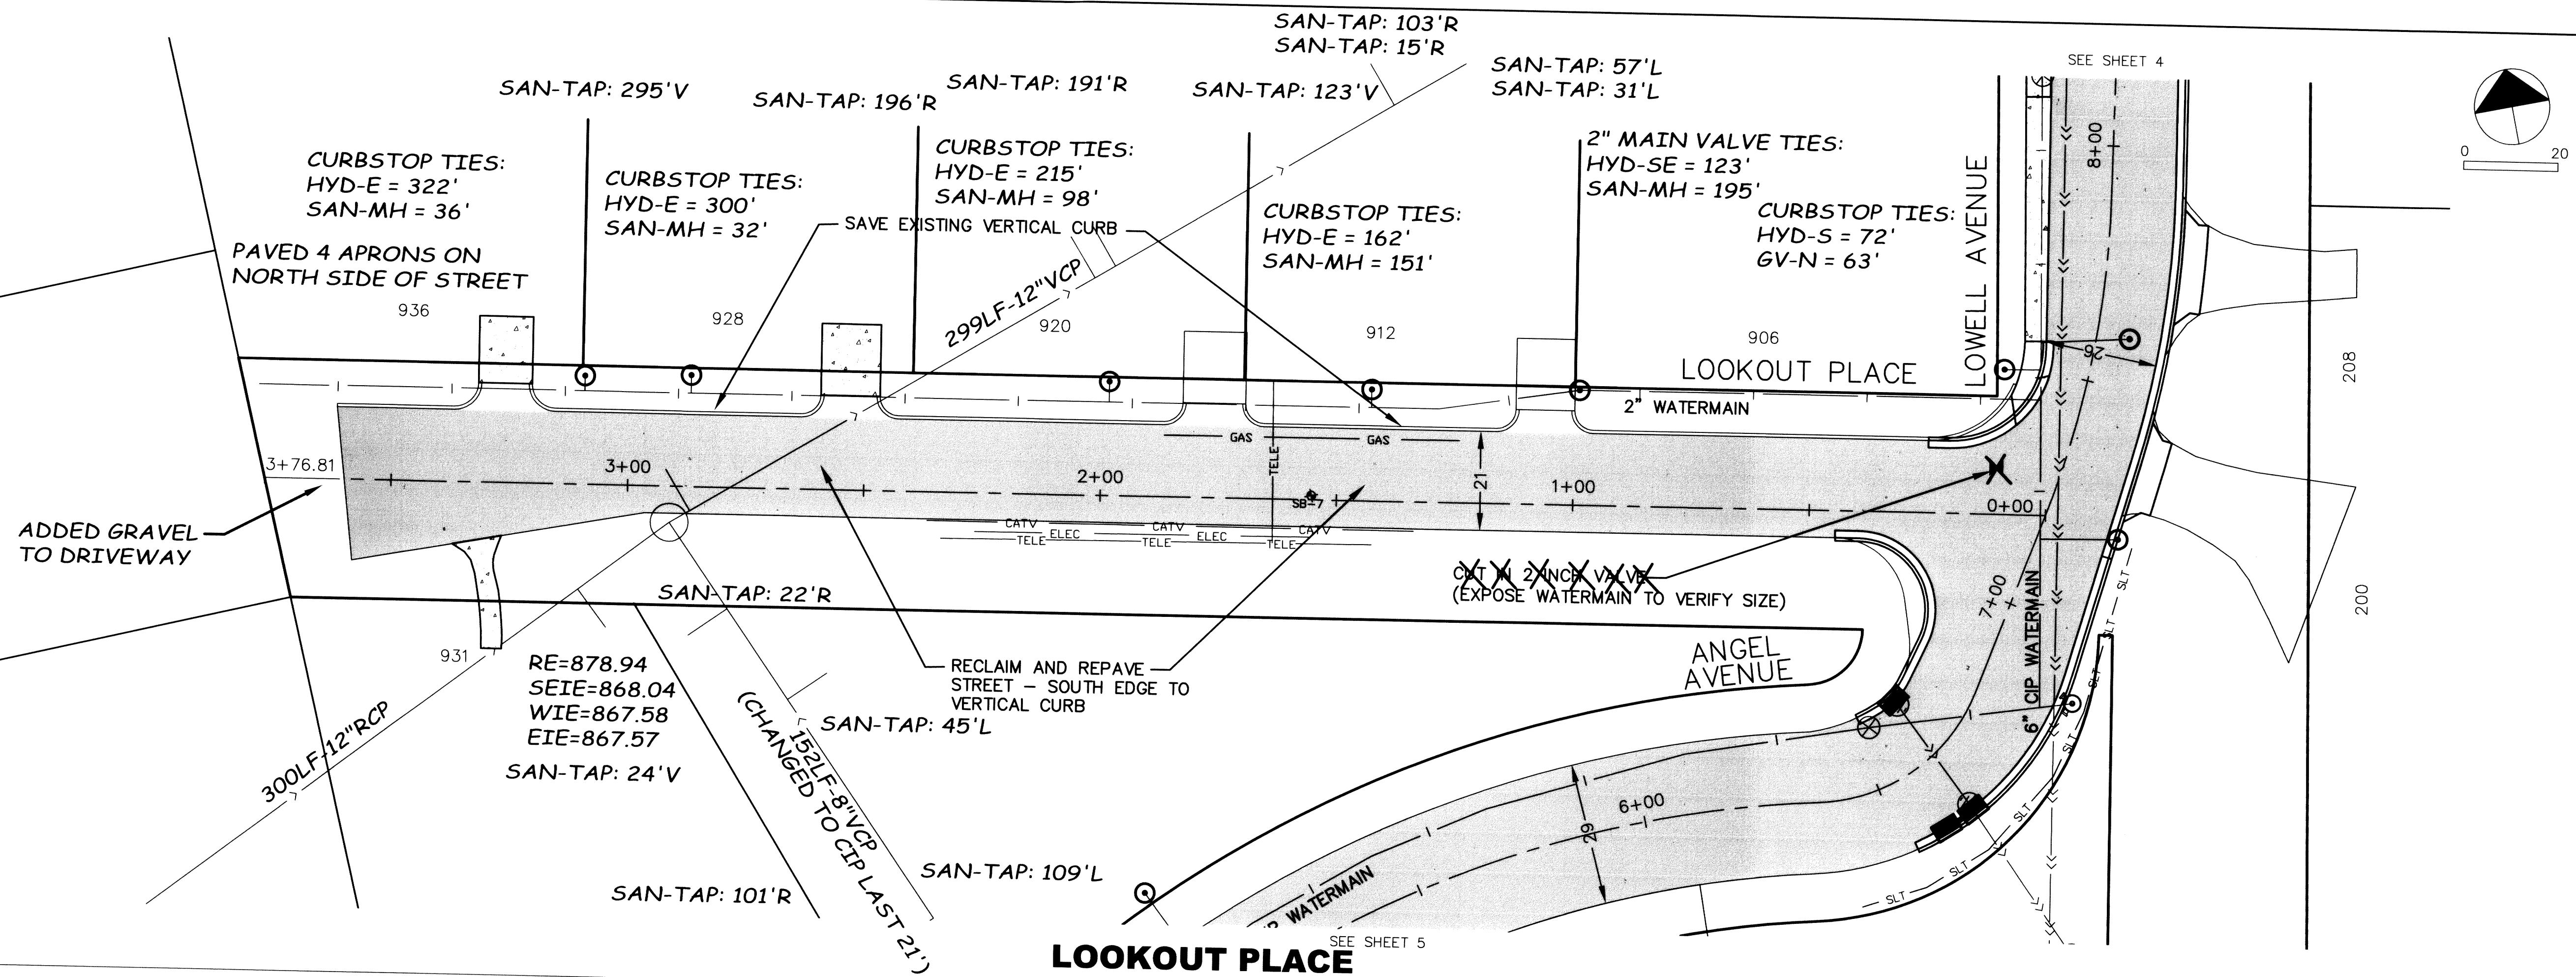 SAN-TAP: 103'R
SAN-TAP: 15'R
SEE SHEET 4
SAN-TAP: 57'L
SAN-TAP: 31'L
SAN-TAP: 295'V
SAN-TAP: 196'R
SAN-TAP: 191'R
SAN-TAP: 123'V
0 20
CURBSTOP TIES:
HYD-E = 322'
SAN-MH = 36'
CURBSTOP TIES:
HYD-E = 300'
SAN-MH = 32'
CURBSTOP TIES:
HYD-E = 215'
SAN-MH = 98'
2" MAIN VALVE TIES:
HYD-SE = 123'
SAN-MH = 195'
CURBSTOP TIES:
HYD-E = 162'
SAN-MH = 151'
CURBSTOP TIES:
HYD-S = 72'
GV-N = 63'
SAVE EXISTING VERTICAL CURB
PAVED 4 APRONS ON
NORTH SIDE OF STREET
936
928
299LF-12"VCP
920
912
906
LOOKOUT PLACE
LOWELL AVENUE
8+00
26
208
2" WATERMAIN
GAS
GAS
TELE
3+76.81
3+00
2+00
SB-7
21
1+00
0+00
ADDED GRAVEL
TO DRIVEWAY
CATV
CATV
CATV
ELEC
ELEC
TELE
TELE
TELE
CUT IN 2 INCH VALVE
(EXPOSE WATERMAIN TO VERIFY SIZE)
SAN-TAP: 22'R
7+00
6" CIP WATERMAIN
SLT
SLT
SLT
SLT
SLT
SLT
SLT
200
931
RE=878.94
SEIE=868.04
WIE=867.58
EIE=867.57
SAN-TAP: 24'V
RECLAIM AND REPAVE
STREET – SOUTH EDGE TO
VERTICAL CURB
ANGEL
AVENUE
300LF-12"RCP
SAN-TAP: 45'L
152LF-8"VCP
(CHANGED TO CIP LAST 21')
6+00
29
SAN-TAP: 101'R
SAN-TAP: 109'L
WATERMAIN
SEE SHEET 5
LOOKOUT PLACE